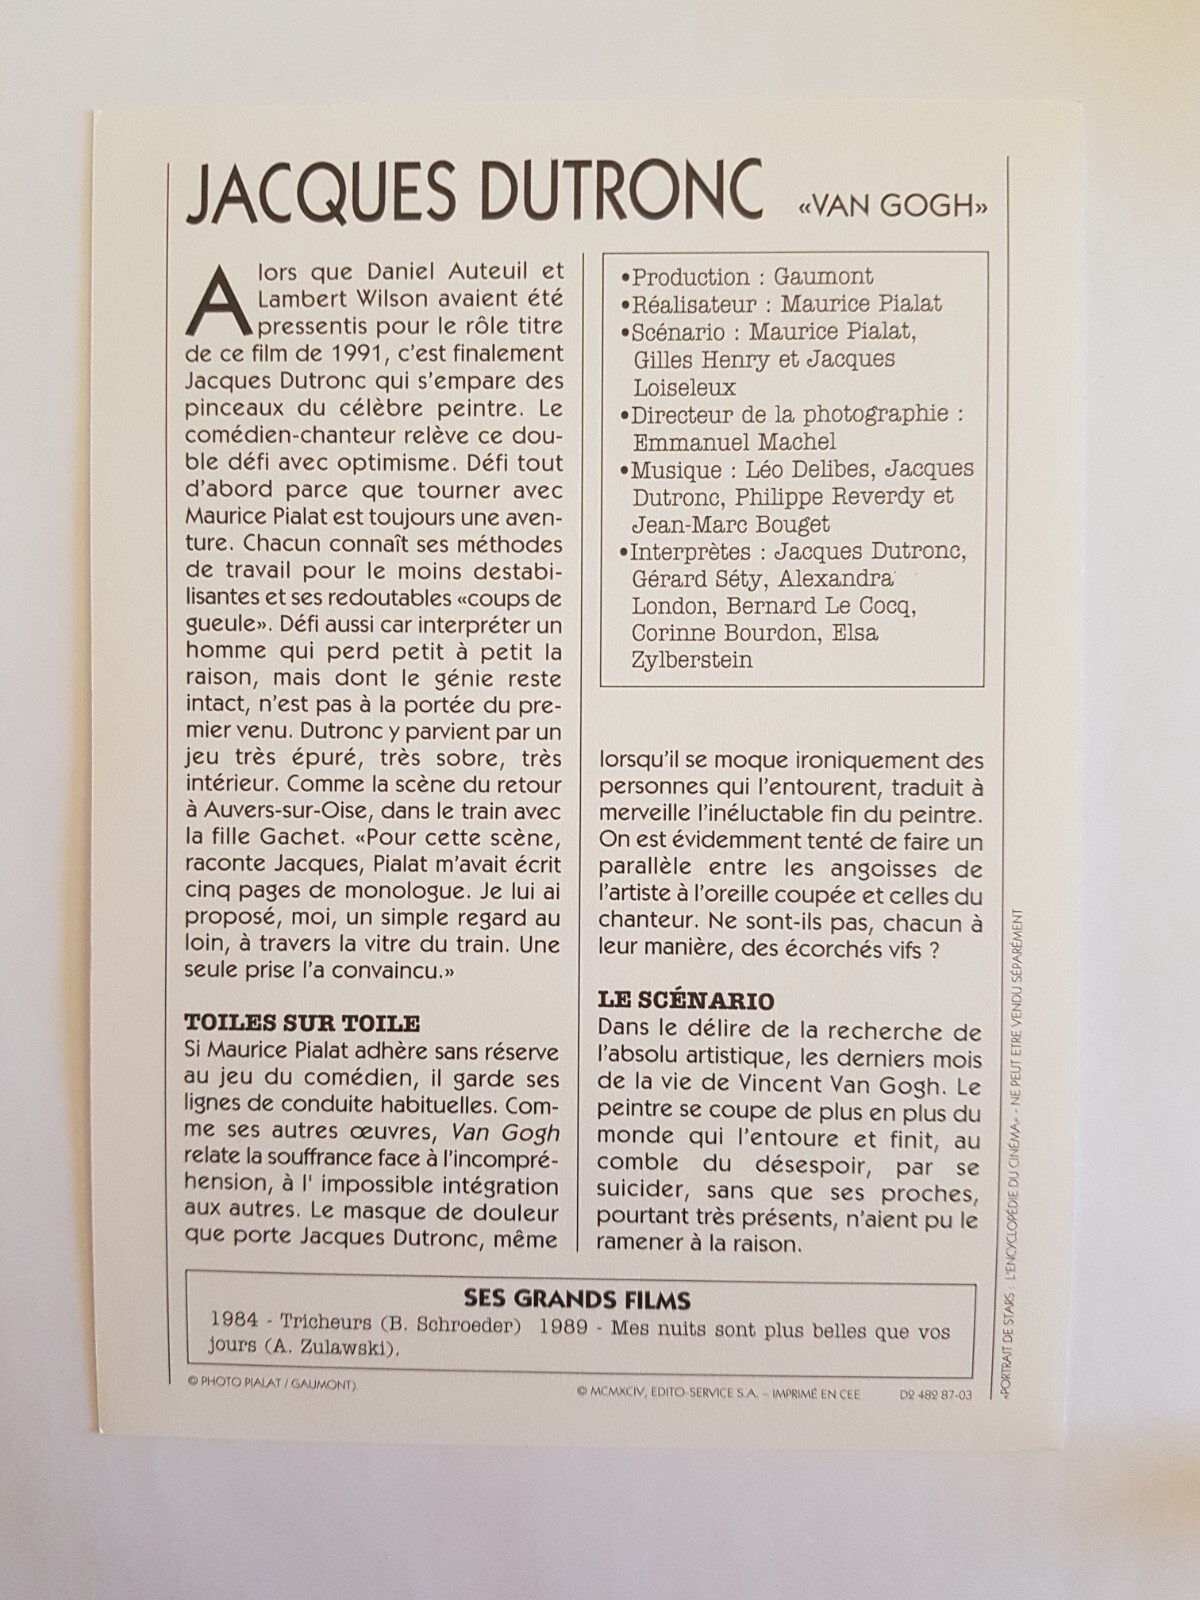 JACQUES DUTRONC «VAN GOGH»
Alors que Daniel Auteuil et
Lambert Wilson avaient été
pressentis pour le rôle titre
de ce film de 1991, c'est finalement
Jacques Dutronc qui s'empare des
pinceaux du célèbre peintre. Le
comédien-chanteur relève ce dou-
ble défi avec optimisme. Défi tout
d'abord parce que tourner avec
Maurice Pialat est toujours une aven-
ture. Chacun connaît ses méthodes
de travail pour le moins destabi-
lisantes et ses redoutables «coups de
gueule». Défi aussi car interpréter un
homme qui perd petit à petit la
raison, mais dont le génie reste
intact, n'est pas à la portée du pre-
mier venu. Dutronc y parvient par un
jeu très épuré, très sobre, très
intérieur. Comme la scène du retour
à Auvers-sur-Oise, dans le train avec
la fille Gachet. «Pour cette scène,
raconte Jacques, Pialat m'avait écrit
cinq pages de monologue. Je lui ai
proposé, moi, un simple regard au
loin, à travers la vitre du train. Une
seule prise l'a convaincu.»
TOILES SUR TOILE
Si Maurice Pialat adhère sans réserve
au jeu du comédien, il garde ses
lignes de conduite habituelles. Com-
me ses autres œuvres, Van Gogh
relate la souffrance face à l'incompré-
hension, à l' impossible intégration
aux autres. Le masque de douleur
que porte Jacques Dutronc, même
•Production : Gaumont
•Réalisateur : Maurice Pialat
•Scénario : Maurice Pialat,
Gilles Henry et Jacques
Loiseleux
•Directeur de la photographie :
Emmanuel Machel
•Musique : Léo Delibes, Jacques
Dutronc, Philippe Reverdy et
Jean-Marc Bouget
•Interprètes : Jacques Dutronc,
Gérard Séty, Alexandra
London, Bernard Le Cocq,
Corinne Bourdon, Elsa
Zylberstein
lorsqu'il se moque ironiquement des
personnes qui l'entourent, traduit à
merveille l'inéluctable fin du peintre.
On est évidemment tenté de faire un
parallèle entre les angoisses de
l'artiste à l'oreille coupée et celles du
chanteur. Ne sont-ils pas, chacun à
leur manière, des écorchés vifs ?
LE SCÉNARIO
Dans le délire de la recherche de
l'absolu artistique, les derniers mois
de la vie de Vincent Van Gogh. Le
peintre se coupe de plus en plus du
monde qui l'entoure et finit, au
comble du désespoir, par se
suicider, sans que ses proches,
pourtant très présents, n'aient pu le
ramener à la raison.
SES GRANDS FILMS
1984 - Tricheurs (B. Schroeder) 1989 - Mes nuits sont plus belles que vos
jours (A. Zulawski).
© PHOTO PIALAT / GAUMONT).
© MCMXCIV, EDITO-SERVICE S.A. – IMPRIMÉ EN CEE D2 482 87-03
«PORTRAIT DE STARS : L'ENCYCLOPÉDIE DU CINÉMA» - NE PEUT ETRE VENDU SÉPARÉMENT